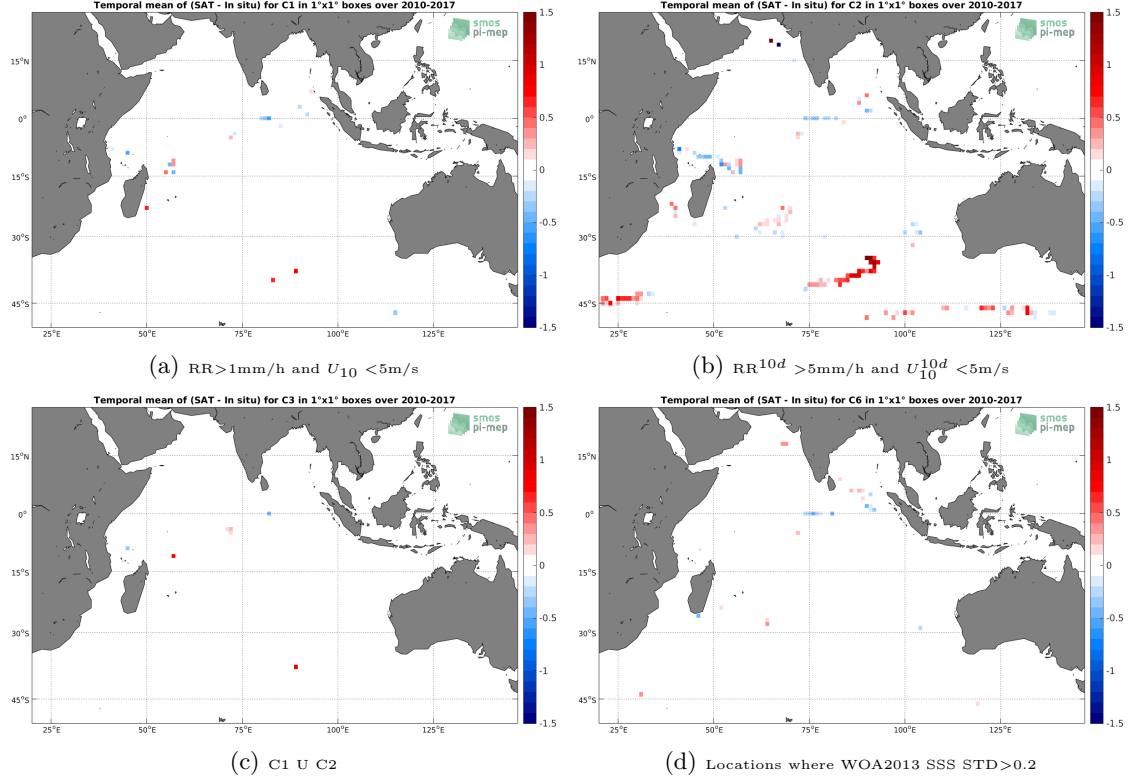 Temporal mean of (SAT - In situ) for C1 in 1°x1° boxes over 2010-2017
smos
pi-mep
15°N
0°
15°S
30°S
45°S
25°E 50°E 75°E 100°E 125°E
1.5
1
0.5
0
-0.5
-1
-1.5
(a) RR>1mm/h and U10 <5m/s
Temporal mean of (SAT - In situ) for C2 in 1°x1° boxes over 2010-2017
smos
pi-mep
15°N
0°
15°S
30°S
45°S
25°E 50°E 75°E 100°E 125°E
1.5
1
0.5
0
-0.5
-1
-1.5
(b) RR^10d >5mm/h and U10^10d <5m/s
Temporal mean of (SAT - In situ) for C3 in 1°x1° boxes over 2010-2017
smos
pi-mep
15°N
0°
15°S
30°S
45°S
25°E 50°E 75°E 100°E 125°E
1.5
1
0.5
0
-0.5
-1
-1.5
(c) C1 U C2
Temporal mean of (SAT - In situ) for C6 in 1°x1° boxes over 2010-2017
smos
pi-mep
15°N
0°
15°S
30°S
45°S
25°E 50°E 75°E 100°E 125°E
1.5
1
0.5
0
-0.5
-1
-1.5
(d) Locations where WOA2013 SSS STD>0.2